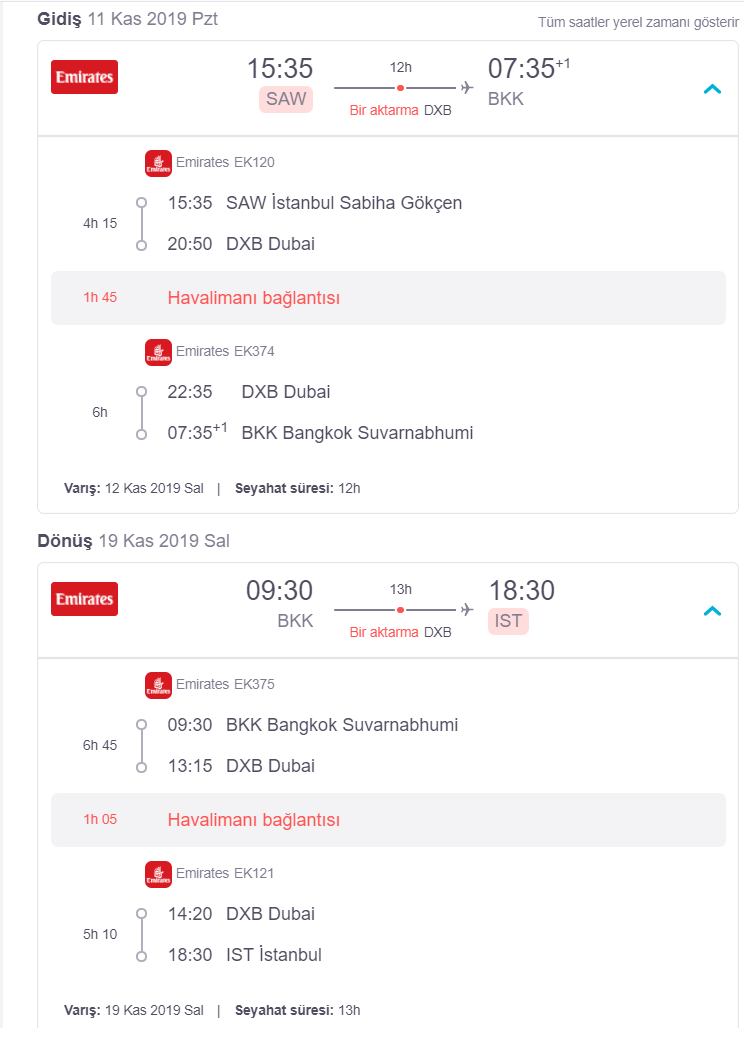 Gidiş 11 Kas 2019 Pzt
Tüm saatler yerel zamanı gösterir
Emirates
15:35 12h 07:35+1
SAW BKK
Bir aktarma DXB
Emirates Emirates EK120
15:35 SAW İstanbul Sabiha Gökçen
4h 15
20:50 DXB Dubai
1h 45 Havalimanı bağlantısı
Emirates Emirates EK374
22:35 DXB Dubai
6h
07:35+1 BKK Bangkok Suvarnabhumi
Varış: 12 Kas 2019 Sal | Seyahat süresi: 12h
Dönüş 19 Kas 2019 Sal
Emirates
09:30 13h 18:30
BKK IST
Bir aktarma DXB
Emirates Emirates EK375
09:30 BKK Bangkok Suvarnabhumi
6h 45
13:15 DXB Dubai
1h 05 Havalimanı bağlantısı
Emirates Emirates EK121
14:20 DXB Dubai
5h 10
18:30 IST İstanbul
Varış: 19 Kas 2019 Sal | Seyahat süresi: 13h